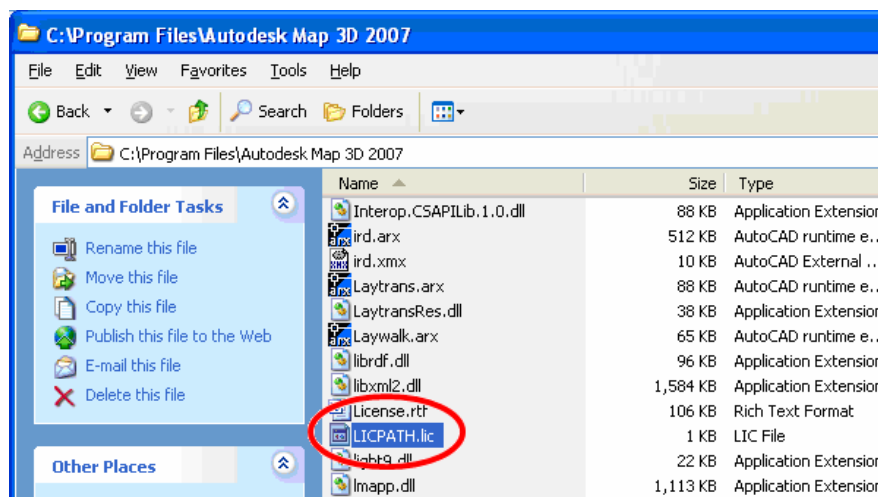 C:\Program Files\Autodesk Map 3D 2007
File Edit View Favorites Tools Help
Back Search Folders
Address C:\Program Files\Autodesk Map 3D 2007
Name Size Type
File and Folder Tasks
Rename this file
Move this file
Copy this file
Publish this file to the Web
E-mail this file
Delete this file
Other Places
Interop.CSAPILib.1.0.dll 88 KB Application Extension
ird.arx 512 KB AutoCAD runtime e..
ird.xmx 10 KB AutoCAD External ..
Laytrans.arx 88 KB AutoCAD runtime e..
LaytransRes.dll 38 KB Application Extension
Laywalk.arx 65 KB AutoCAD runtime e..
librdf.dll 96 KB Application Extension
libxml2.dll 1,584 KB Application Extension
License.rtf 106 KB Rich Text Format
LICPATH.lic 1 KB LIC File
light9.dll 22 KB Application Extension
lmapp.dll 1,113 KB Application Extension